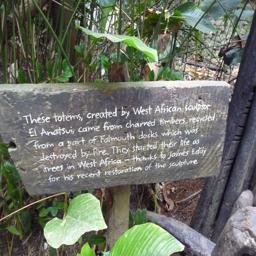 These totems, created by West African sculptor
El Anatsui, came from charred timbers, recycled
from a part of Falmouth docks which was
destroyed by fire. They started their life as
trees in West Africa - thanks to joiner Eddy
for his recent restoration of the sculpture